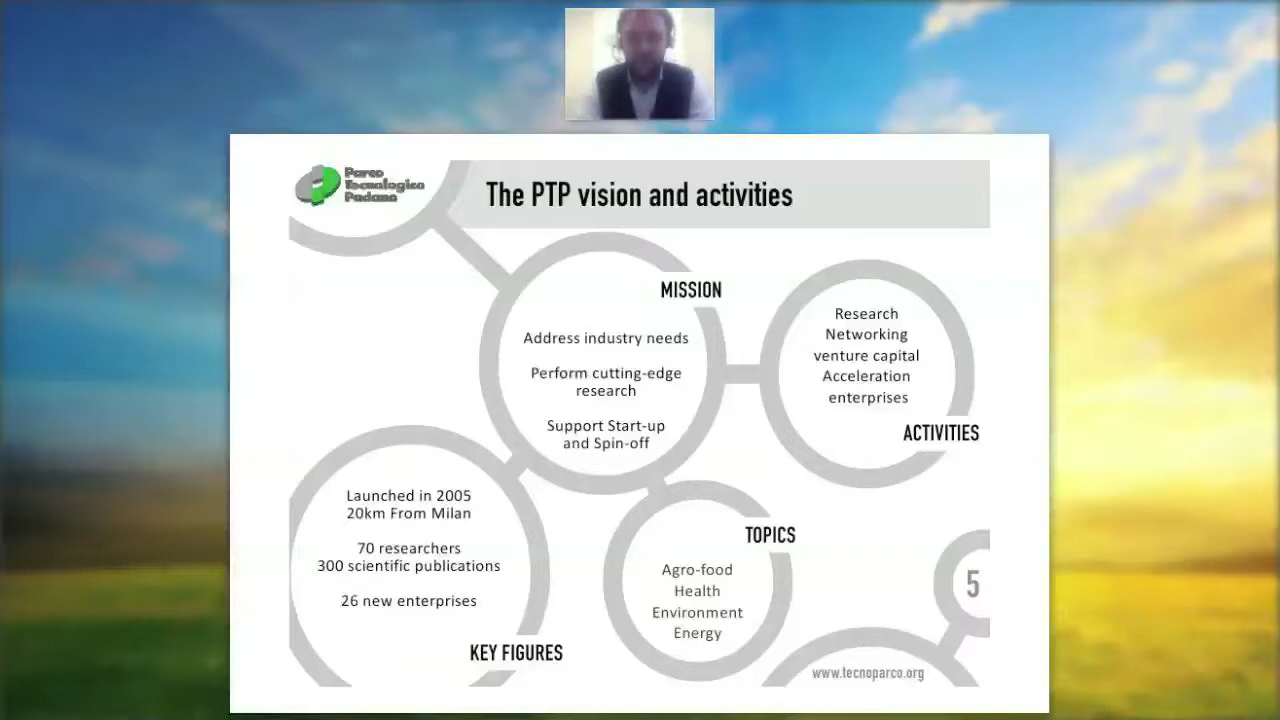 Parco
Tecnologico
Padano
The PTP vision and activities
MISSION
Address industry needs
Perform cutting-edge
research
Support Start-up
and Spin-off
Research
Networking
venture capital
Acceleration
enterprises
ACTIVITIES
Launched in 2005
20km From Milan
70 researchers
300 scientific publications
26 new enterprises
KEY FIGURES
TOPICS
Agro-food
Health
Environment
Energy
5
www.tecnoparco.org